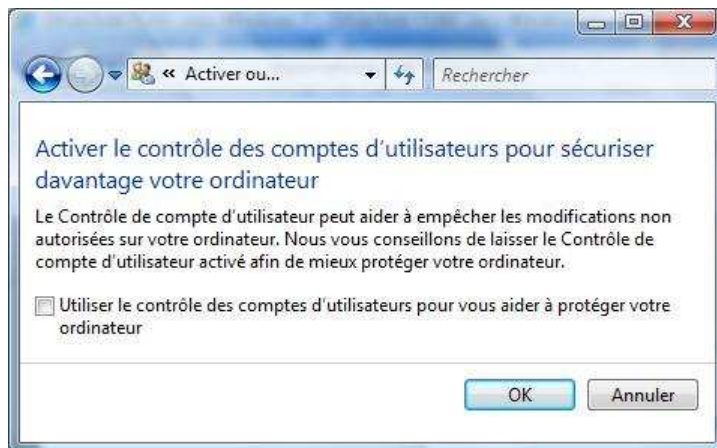 « Activer ou...
Rechercher
Activer le contrôle des comptes d'utilisateurs pour sécuriser
davantage votre ordinateur
Le Contrôle de compte d'utilisateur peut aider à empêcher les modifications non
autorisées sur votre ordinateur. Nous vous conseillons de laisser le Contrôle de
compte d'utilisateur activé afin de mieux protéger votre ordinateur.
Utiliser le contrôle des comptes d'utilisateurs pour vous aider à protéger votre
ordinateur
OK
Annuler